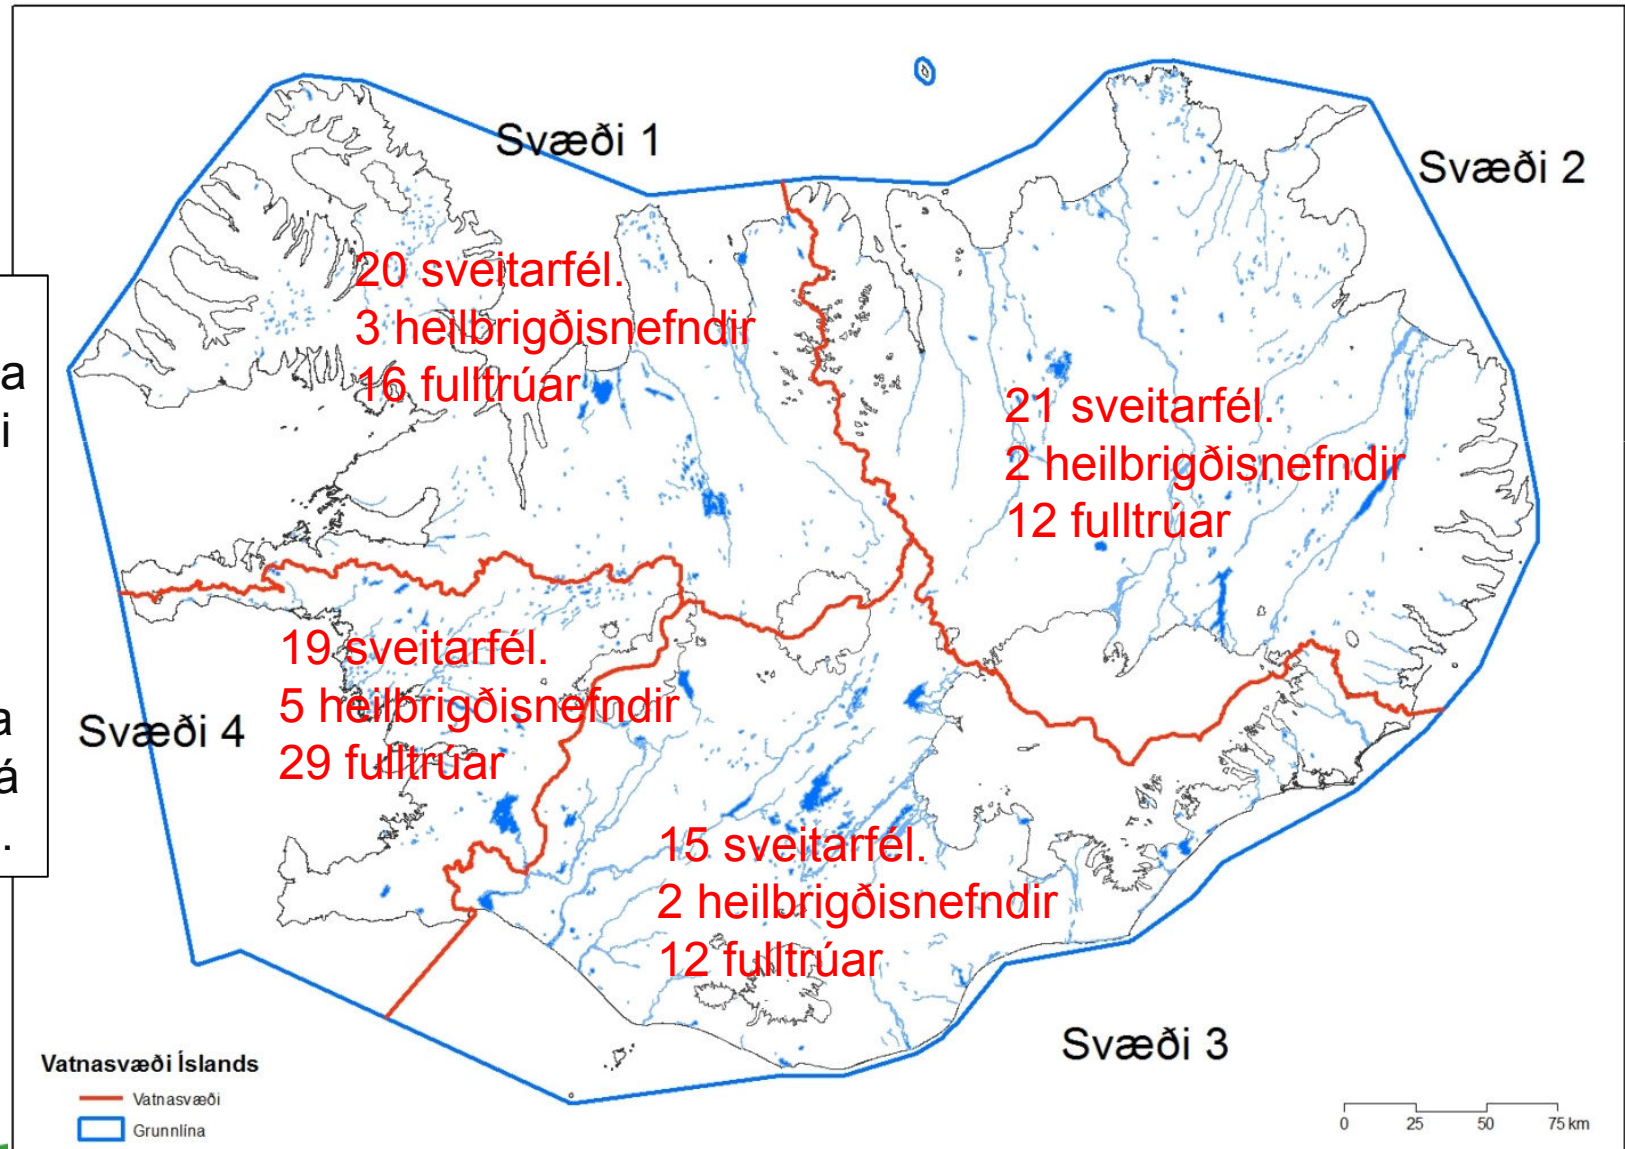 Svæði 1
Svæði 2
20 sveitarfél.
3 heilbrigðisnefndir
16 fulltrúar
21 sveitarfél.
2 heilbrigðisnefndir
12 fulltrúar
19 sveitarfél.
5 heilbrigðisnefndir
29 fulltrúar
Svæði 4
15 sveitarfél.
2 heilbrigðisnefndir
12 fulltrúar
Svæði 3
a
i
a
á
.
Vatnasvæði Íslands
Vatnasvæði
Grunnlína
0 25 50 75 km